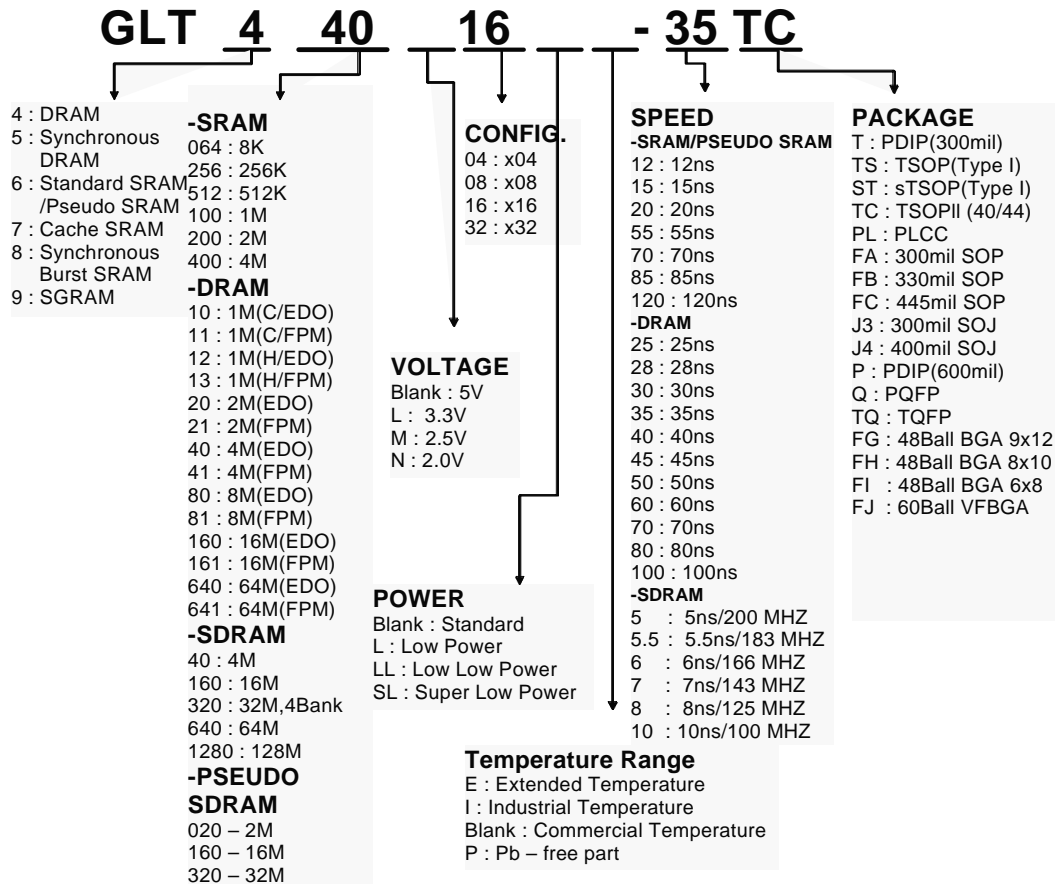 GLT 4 40 16 - 35 TC
4 : DRAM
5 : Synchronous
DRAM
6 : Standard SRAM
/Pseudo SRAM
7 : Cache SRAM
8 : Synchronous
Burst SRAM
9 : SGRAM
-SRAM
064 : 8K
256 : 256K
512 : 512K
100 : 1M
200 : 2M
400 : 4M
-DRAM
10 : 1M(C/EDO)
11 : 1M(C/FPM)
12 : 1M(H/EDO)
13 : 1M(H/FPM)
20 : 2M(EDO)
21 : 2M(FPM)
40 : 4M(EDO)
41 : 4M(FPM)
80 : 8M(EDO)
81 : 8M(FPM)
160 : 16M(EDO)
161 : 16M(FPM)
640 : 64M(EDO)
641 : 64M(FPM)
-SDRAM
40 : 4M
160 : 16M
320 : 32M,4Bank
640 : 64M
1280 : 128M
-PSEUDO
SDRAM
020 – 2M
160 – 16M
320 – 32M
VOLTAGE
Blank : 5V
L : 3.3V
M : 2.5V
N : 2.0V
CONFIG.
04 : x04
08 : x08
16 : x16
32 : x32
POWER
Blank : Standard
L : Low Power
LL : Low Low Power
SL : Super Low Power
Temperature Range
E : Extended Temperature
I : Industrial Temperature
Blank : Commercial Temperature
P : Pb – free part
SPEED
-SRAM/PSEUDO SRAM
12 : 12ns
15 : 15ns
20 : 20ns
55 : 55ns
70 : 70ns
85 : 85ns
120 : 120ns
-DRAM
25 : 25ns
28 : 28ns
30 : 30ns
35 : 35ns
40 : 40ns
45 : 45ns
50 : 50ns
60 : 60ns
70 : 70ns
80 : 80ns
100 : 100ns
-SDRAM
5 : 5ns/200 MHZ
5.5 : 5.5ns/183 MHZ
6 : 6ns/166 MHZ
7 : 7ns/143 MHZ
8 : 8ns/125 MHZ
10 : 10ns/100 MHZ
PACKAGE
T : PDIP(300mil)
TS : TSOP(Type I)
ST : sTSOP(Type I)
TC : TSOPII (40/44)
PL : PLCC
FA : 300mil SOP
FB : 330mil SOP
FC : 445mil SOP
J3 : 300mil SOJ
J4 : 400mil SOJ
P : PDIP(600mil)
Q : PQFP
TQ : TQFP
FG : 48Ball BGA 9x12
FH : 48Ball BGA 8x10
FI : 48Ball BGA 6x8
FJ : 60Ball VFBGA